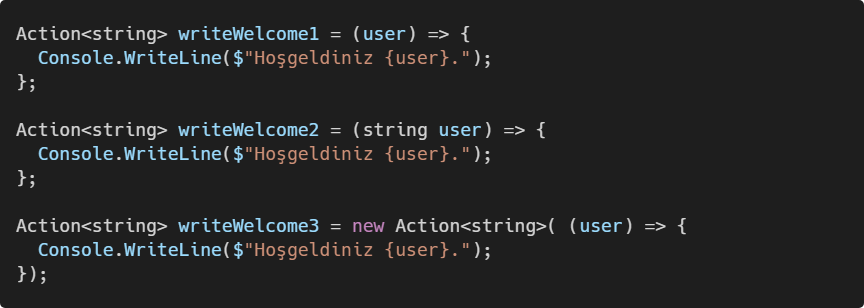 Action<string> writeWelcome1 = (user) => {
  Console.WriteLine($"Hoşgeldiniz {user}.");
};

Action<string> writeWelcome2 = (string user) => {
  Console.WriteLine($"Hoşgeldiniz {user}.");
};

Action<string> writeWelcome3 = new Action<string>( (user) => {
  Console.WriteLine($"Hoşgeldiniz {user}.");
});